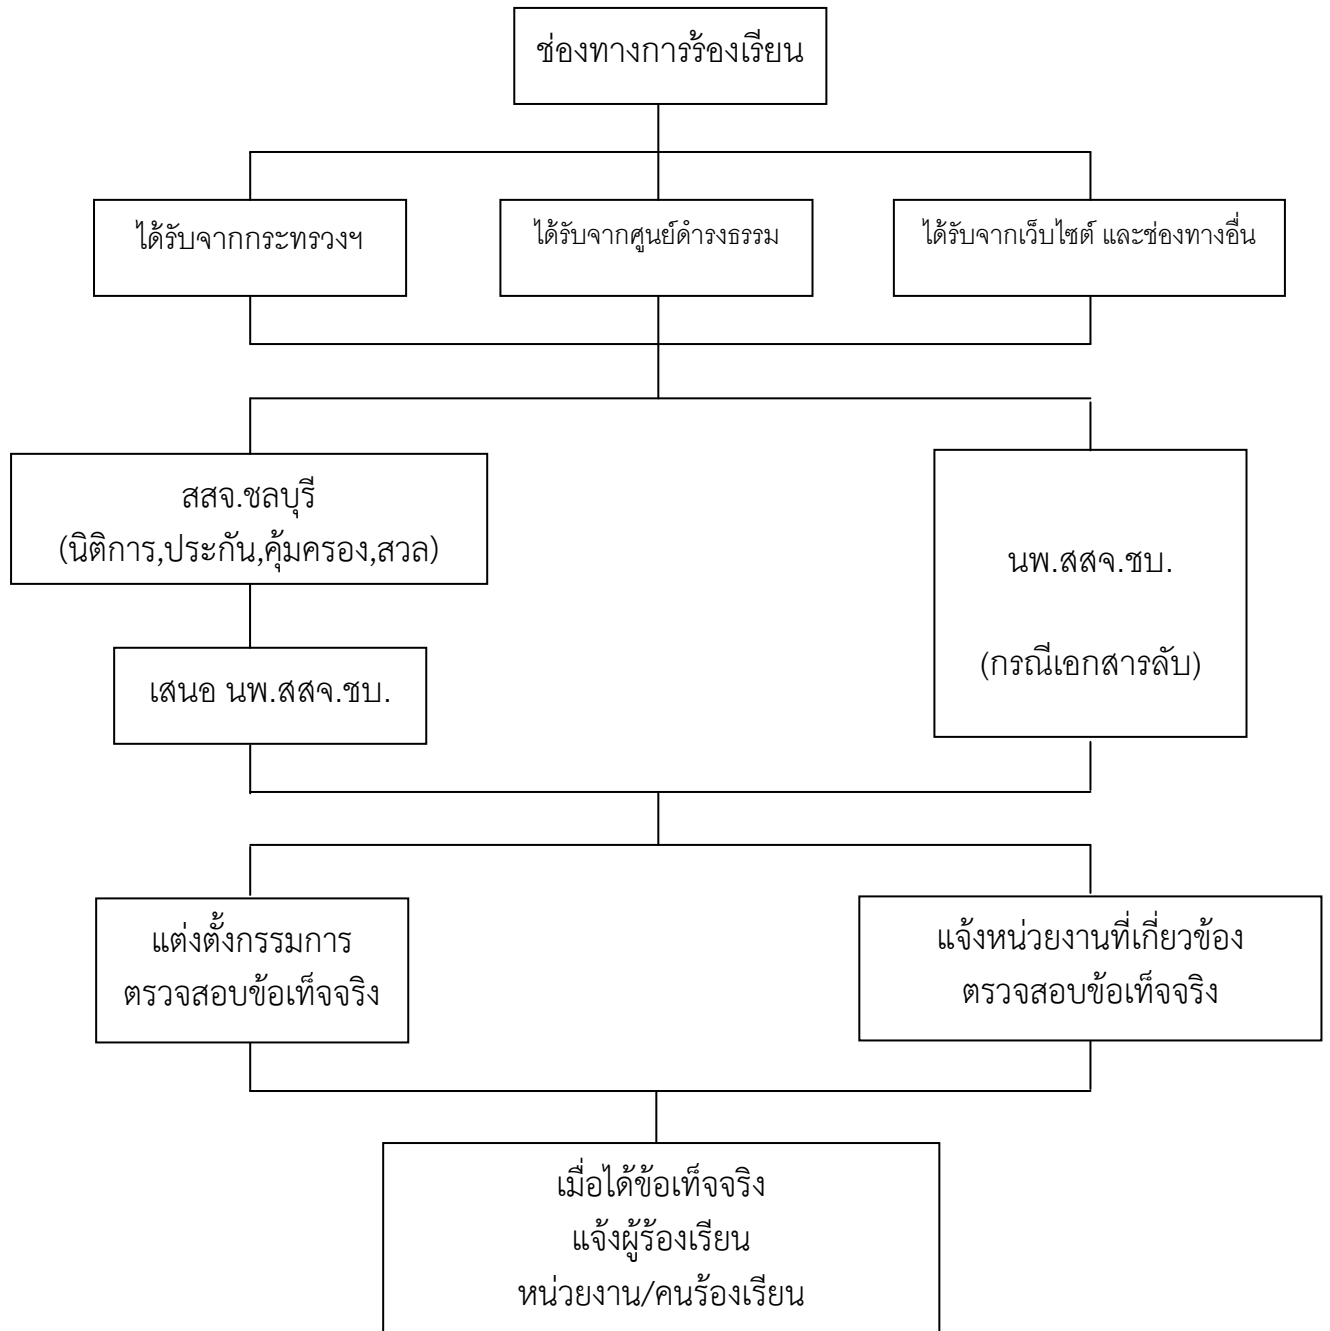 ช่องทางการร้องเรียน
ได้รับจากกระทรวงฯ
ได้รับจากศูนย์ดำรงธรรม
ได้รับจากเว็บไซต์ และช่องทางอื่น
สสจ.ชลบุรี
(นิติการ,ประกัน,คุ้มครอง,สวล)
นพ.สสจ.ชบ.
(กรณีเอกสารลับ)
เสนอ นพ.สสจ.ชบ.
แต่งตั้งกรรมการ
ตรวจสอบข้อเท็จจริง
แจ้งหน่วยงานที่เกี่ยวข้อง
ตรวจสอบข้อเท็จจริง
เมื่อได้ข้อเท็จจริง
แจ้งผู้ร้องเรียน
หน่วยงาน/คนร้องเรียน